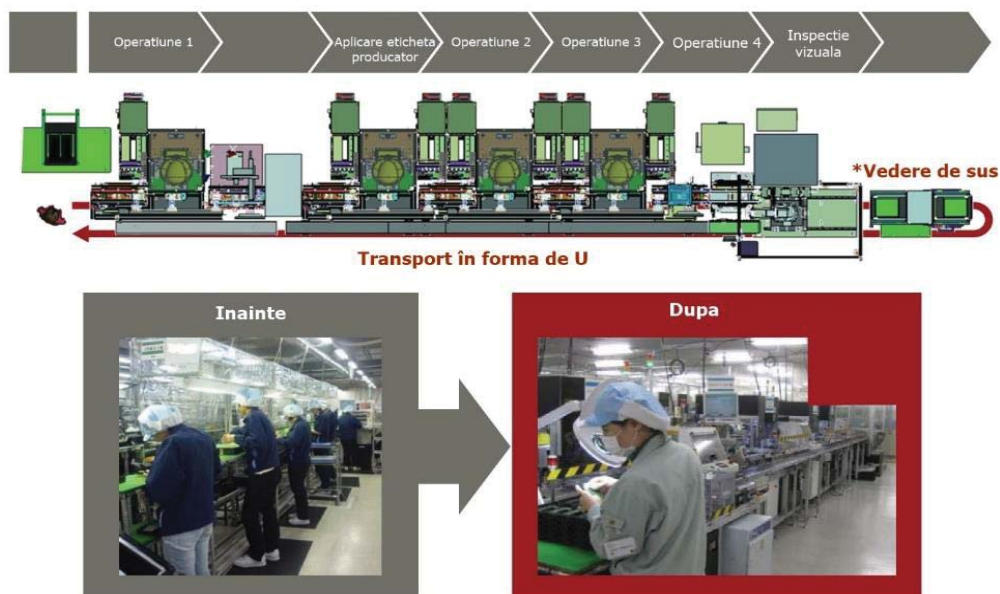 Operatiune 1
Aplicare eticheta
producator
Operatiune 2
Operatiune 3
Operatiune 4
Inspectie
vizuala
*Vedere de sus
Transport în forma de U
Inainte
Dupa